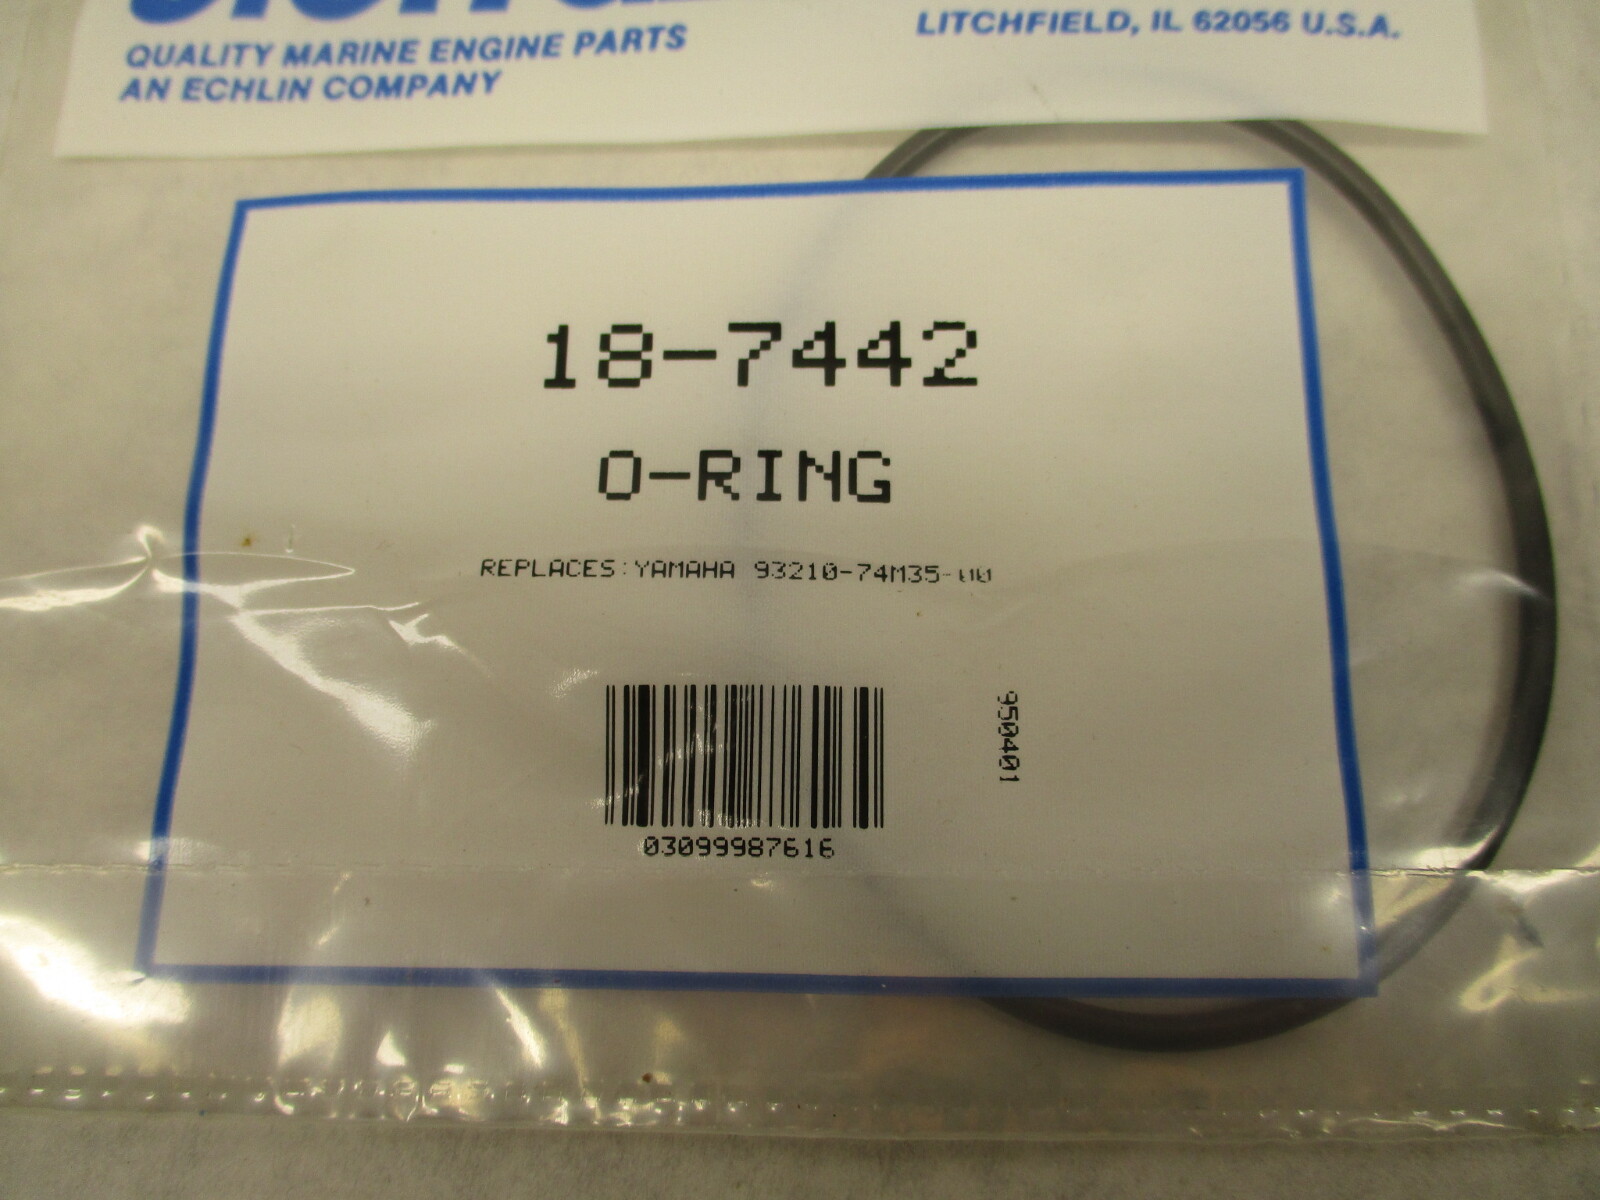 QUALITY MARINE ENGINE PARTS
AN ECHLIN COMPANY
LITCHFIELD, IL 62056 U.S.A.
18-7442
O-RING
REPLACES:YAMAHA 93210-74M35-00
03099987616
950401